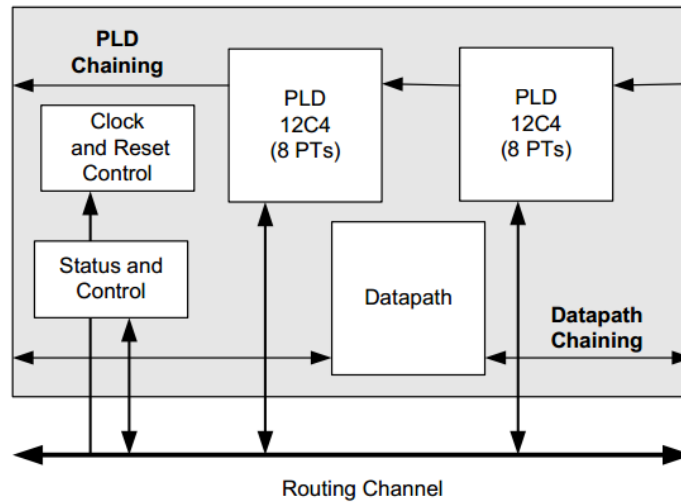 PLD
Chaining
PLD
12C4
(8 PTs)
PLD
12C4
(8 PTs)
Clock
and Reset
Control
Status and
Control
Datapath
Datapath
Chaining
Routing Channel